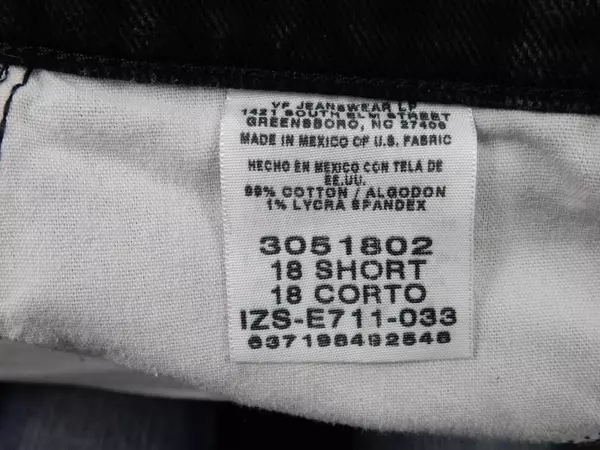 VF JEANSWEAR LP
1421 SOUTH ELM STREET
GREENSBORO, NC 27406
MADE IN MEXICO OF U.S. FABRIC
HECHO EN MEXICO CON TELA DE
EE.UU.
99% COTTON / ALGODON
1% LYCRA SPANDEX
3051802
18 SHORT
18 CORTO
IZS-E711-033
637198492548